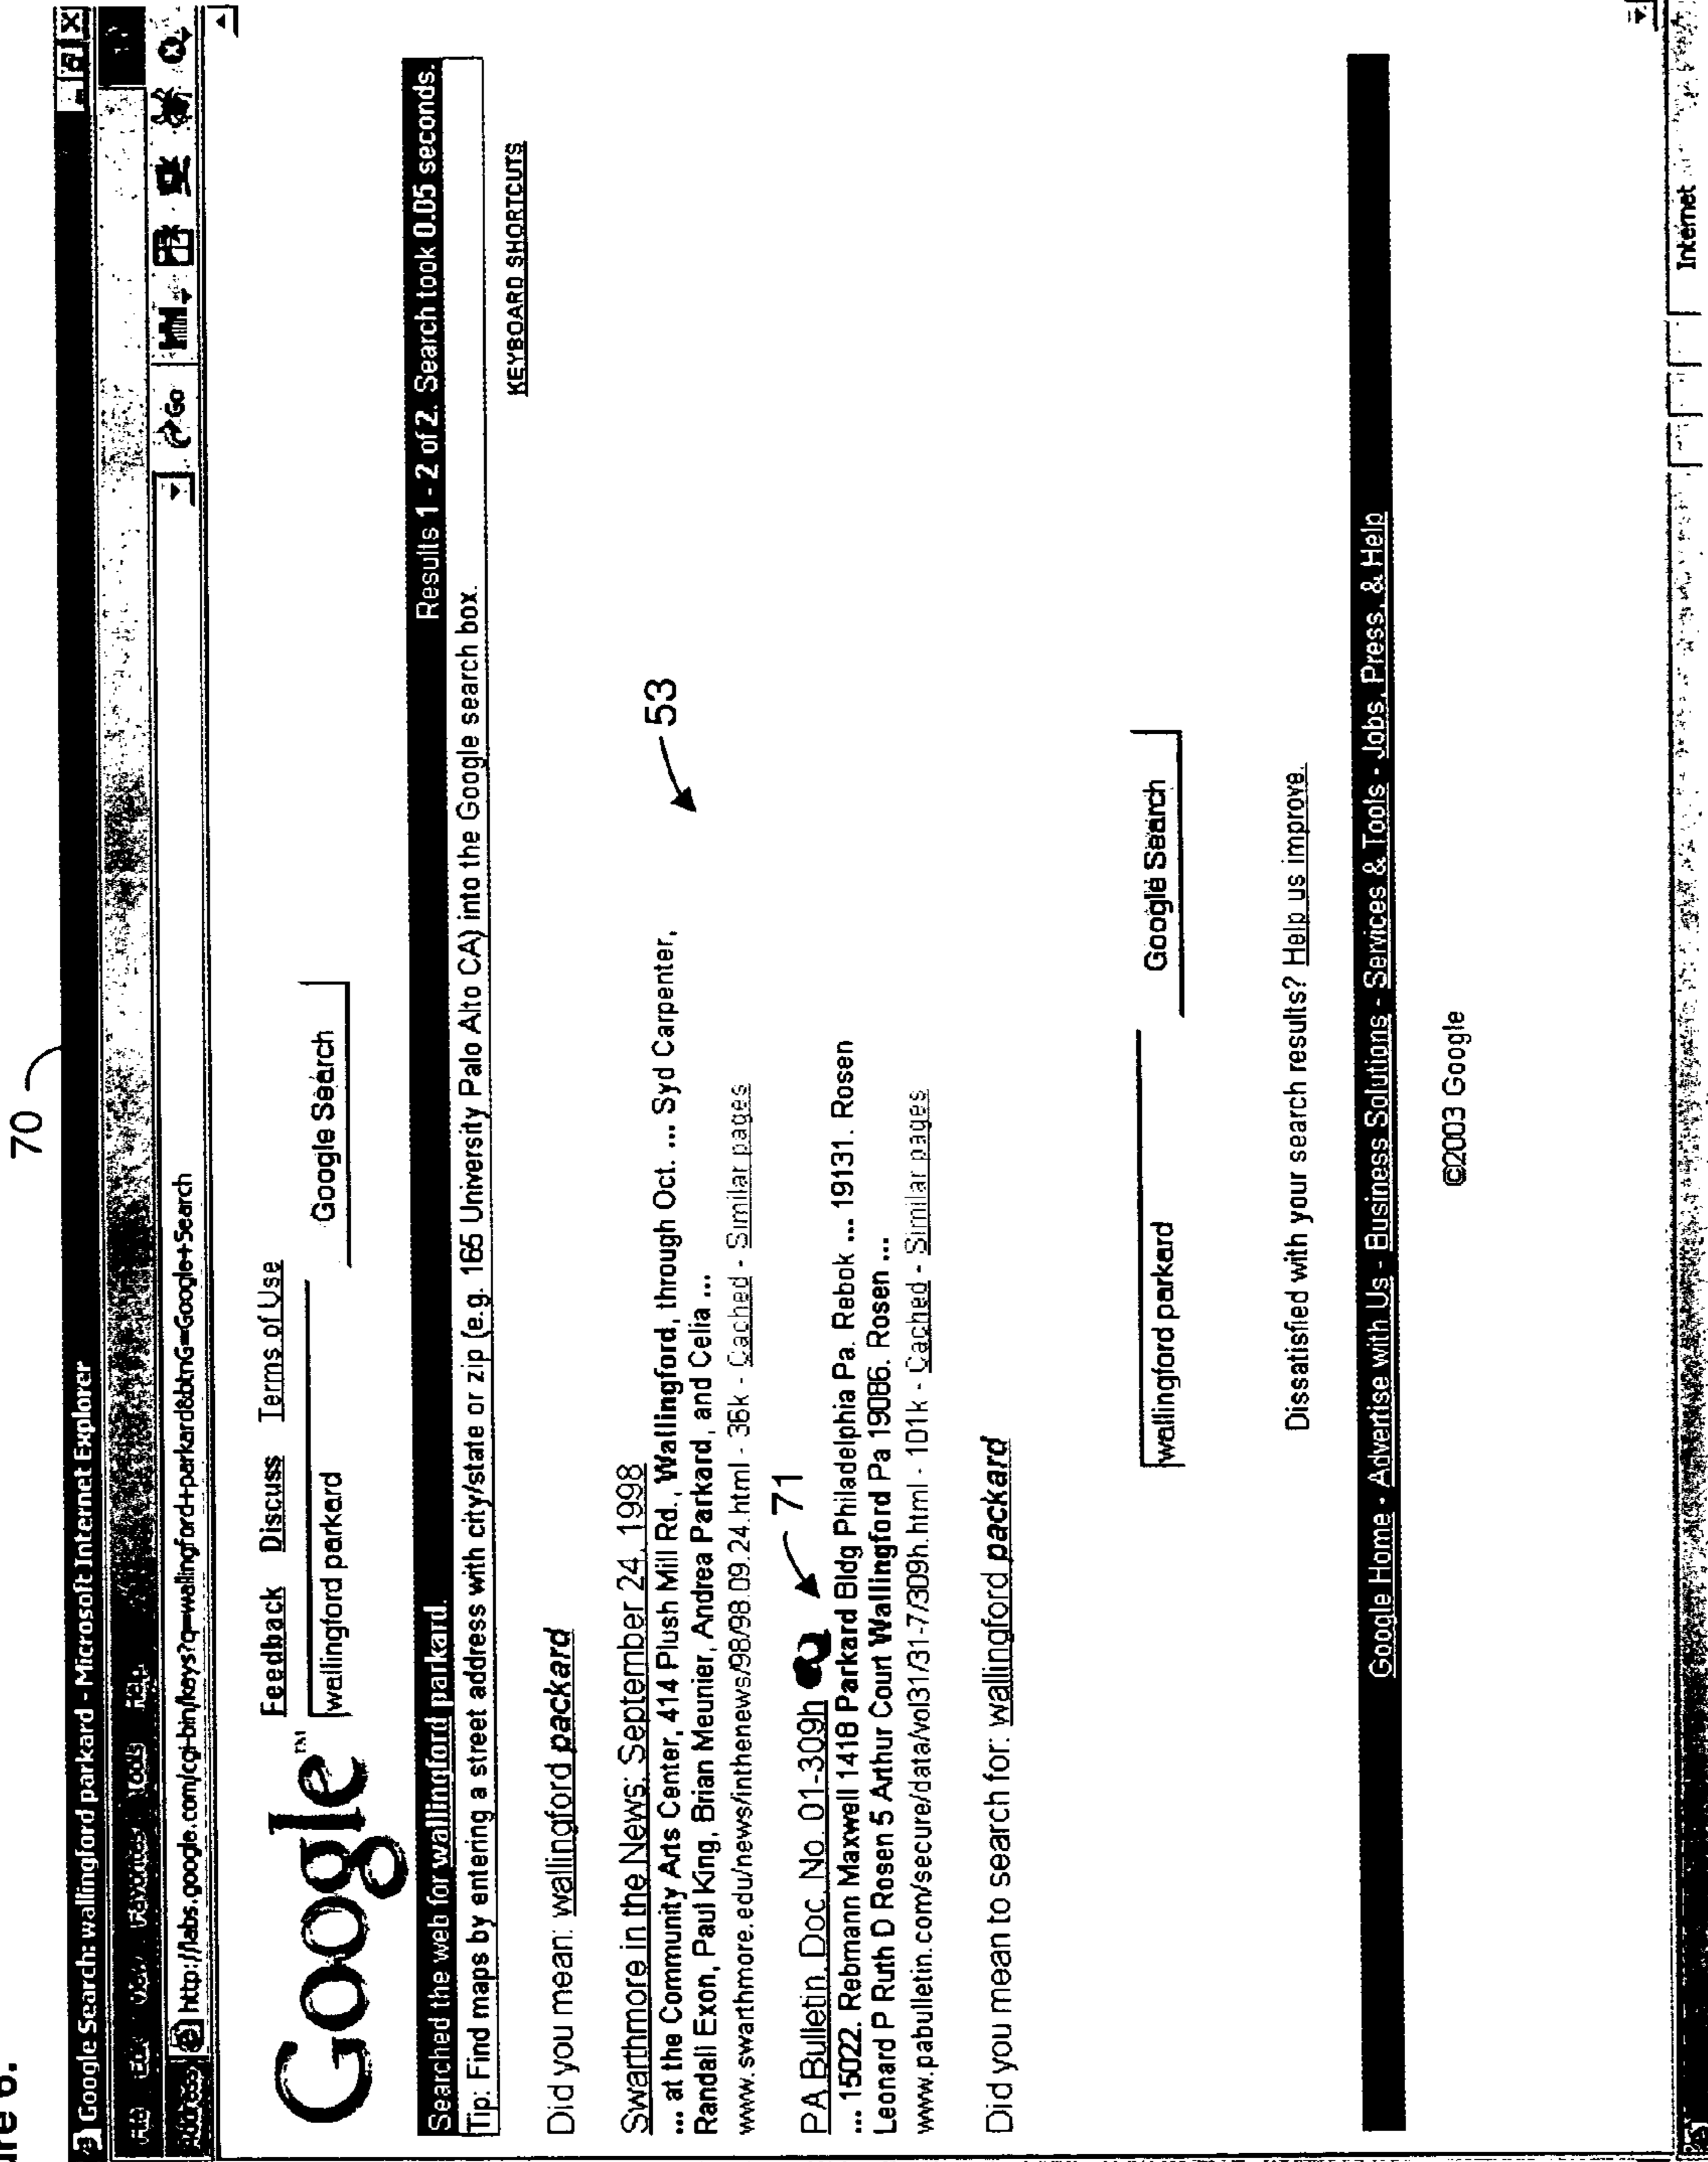 70
Google Search: wallingford parkard - Microsoft Internet Explorer
File Edit View Favorites Tools Help
Address http://labs.google.com/cgi-bin/keys?q=wallingford+parkard&btnG=Google+Search Go
Feedback Discuss Terms of Use
Google™ wallingford parkard Google Search
Searched the web for wallingford parkard. Results 1 - 2 of 2. Search took 0.05 seconds.
Tip: Find maps by entering a street address with city/state or zip (e.g. 165 University Palo Alto CA) into the Google search box.
KEYBOARD SHORTCUTS
Did you mean: wallingford packard
Swarthmore in the News: September 24, 1998
... at the Community Arts Center, 414 Plush Mill Rd., Wallingford, through Oct. ... Syd Carpenter,
Randall Exon, Paul King, Brian Meunier, Andrea Parkard, and Celia ...
www.swarthmore.edu/news/inthenews/98/98.09.24.html - 36k - Cached - Similar pages
53
PA Bulletin, Doc. No. 01-309h
71
... 15022. Rebmann Maxwell 1418 Parkard Bldg Philadelphia Pa. Rebok ... 19131. Rosen
Leonard P Ruth D Rosen 5 Arthur Court Wallingford Pa 19086. Rosen ...
www.pabulletin.com/secure/data/vol31/31-7/309h.html - 101k - Cached - Similar pages
Did you mean to search for: wallingford packard
wallingford parkard Google Search
Dissatisfied with your search results? Help us improve.
Google Home - Advertise with Us - Business Solutions - Services & Tools - Jobs, Press, & Help
©2003 Google
Internet